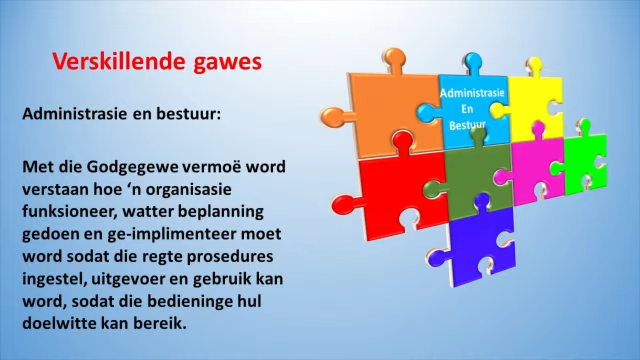 Verskillende gawes
Administrasie en bestuur:
Met die Godgegewe vermoë word
verstaan hoe ‘n organisasie
funksioneer, watter beplanning
gedoen en ge-implimenteer moet
word sodat die regte prosedures
ingestel, uitgevoer en gebruik kan
word, sodat die bedieninge hul
doelwitte kan bereik.
Administrasie
En
Bestuur